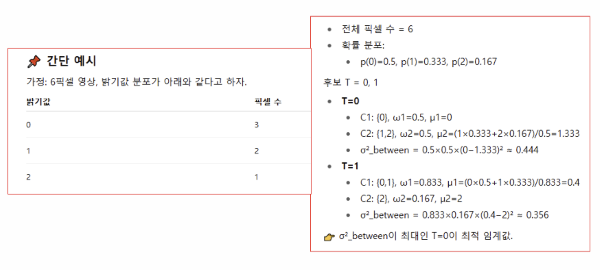 📌 간단 예시
가정: 6픽셀 영상, 밝기값 분포가 아래와 같다고 하자.
밝기값 픽셀 수
0 3
1 2
2 1
• 전체 픽셀 수 = 6
• 확률 분포:
• p(0)=0.5, p(1)=0.333, p(2)=0.167
후보 T = 0, 1
• T=0
• C1: {0}, ω1=0.5, μ1=0
• C2: {1,2}, ω2=0.5, μ2=(1×0.333+2×0.167)/0.5=1.333
• σ²_between = 0.5×0.5×(0−1.333)² ≈ 0.444
• T=1
• C1: {0,1}, ω1=0.833, μ1=(0×0.5+1×0.333)/0.833=0.4
• C2: {2}, ω2=0.167, μ2=2
• σ²_between = 0.833×0.167×(0.4−2)² ≈ 0.356
👉 σ²_between이 최대인 T=0이 최적 임계값.